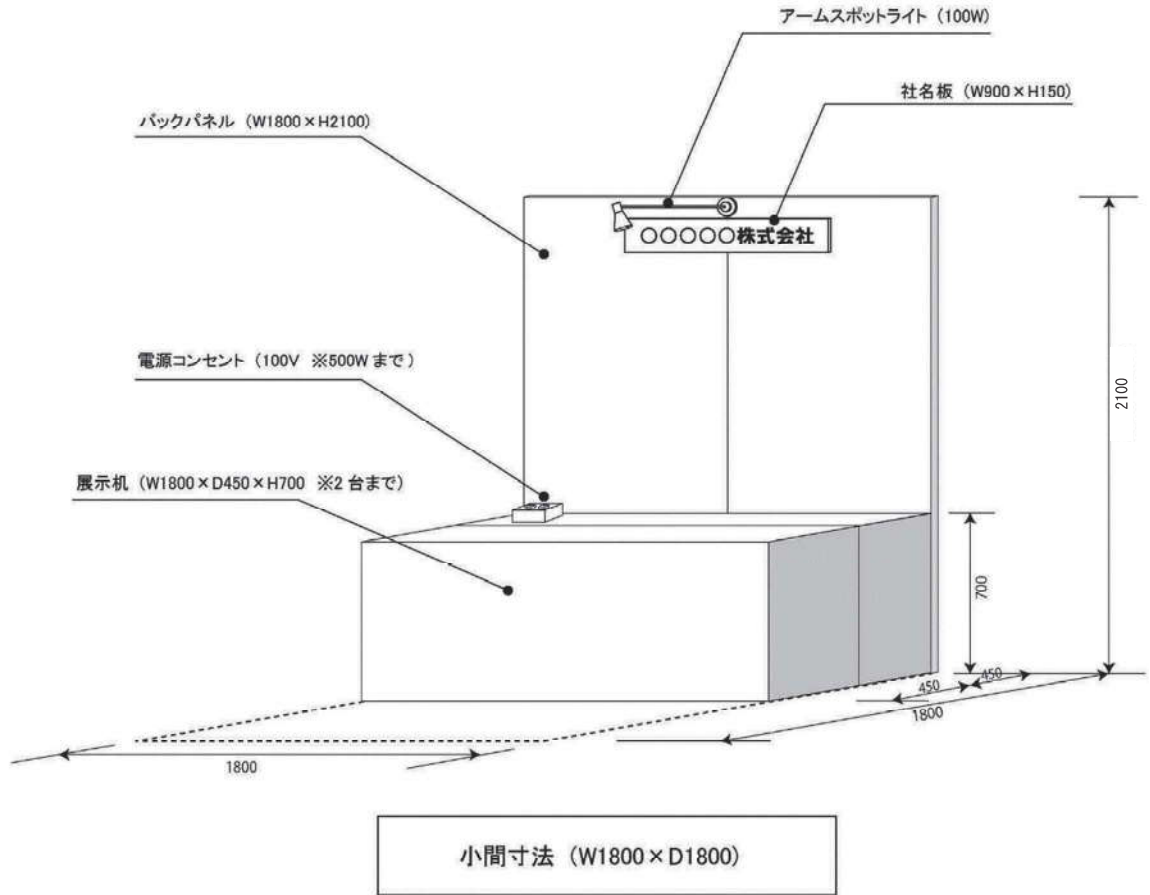 アームスポットライト（100W）
社名板（W900×H150）
バックパネル（W1800×H2100）
○○○○○株式会社
電源コンセント（100V ※500Wまで）
2100
展示机（W1800×D450×H700 ※2台まで）
700
450
450
1800
1800
小間寸法（W1800×D1800）